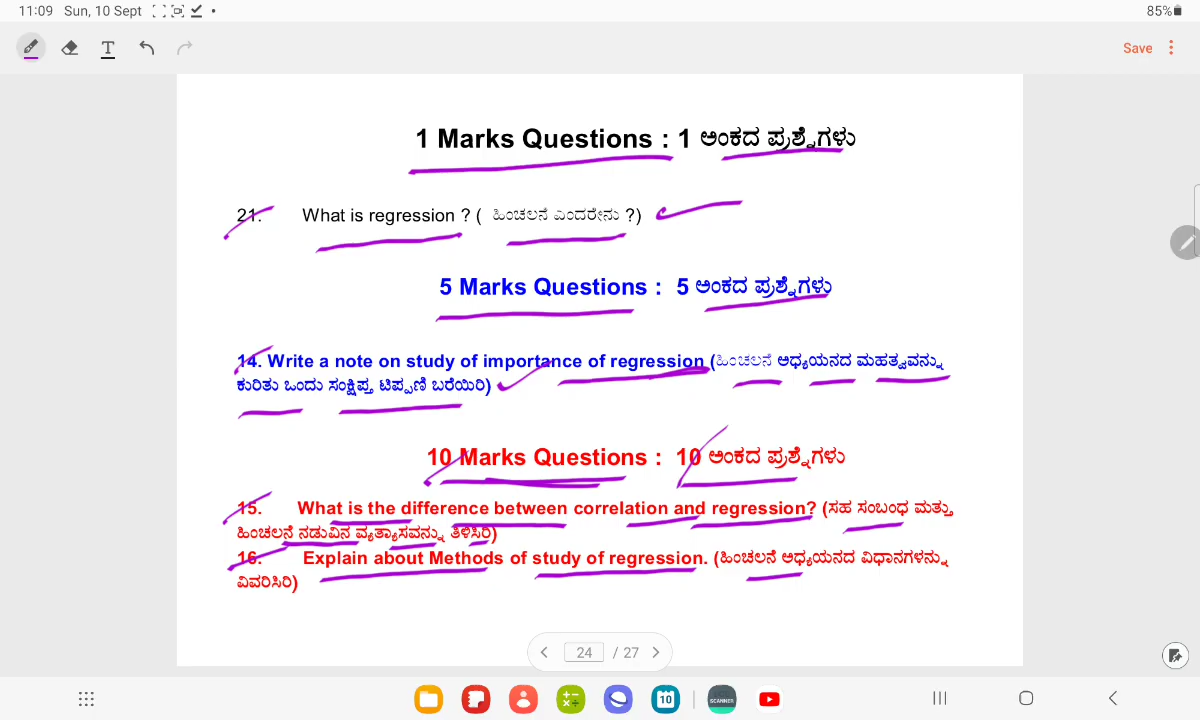 11:09 Sun, 10 Sept
85%
T
Save
1 Marks Questions : 1 ಅಂಕದ ಪ್ರಶ್ನೆಗಳು
21. What is regression ? ( ಹಿಂಚಲನೆ ಎಂದರೇನು ?)
5 Marks Questions : 5 ಅಂಕದ ಪ್ರಶ್ನೆಗಳು
14. Write a note on study of importance of regression (ಹಿಂಚಲನೆ ಅಧ್ಯಯನದ ಮಹತ್ವವನ್ನು
ಕುರಿತು ಒಂದು ಸಂಕ್ಷಿಪ್ತ ಟಿಪ್ಪಣಿ ಬರೆಯಿರಿ)
10 Marks Questions : 10 ಅಂಕದ ಪ್ರಶ್ನೆಗಳು
15. What is the difference between correlation and regression? (ಸಹ ಸಂಬಂಧ ಮತ್ತು
ಹಿಂಚಲನೆ ನಡುವಿನ ವ್ಯತ್ಯಾಸವನ್ನು ತಿಳಿಸಿರಿ)
16. Explain about Methods of study of regression. (ಹಿಂಚಲನೆ ಅಧ್ಯಯನದ ವಿಧಾನಗಳನ್ನು
ವಿವರಿಸಿರಿ)
24 / 27
10
SCANNER